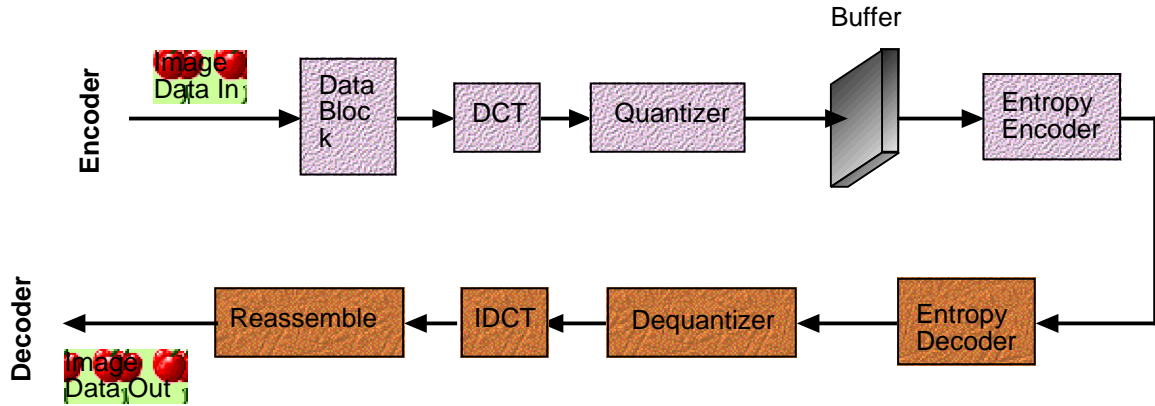 Buffer
Encoder
Image
Data In
Data
Bloc
k
DCT
Quantizer
Entropy
Encoder
Decoder
Reassemble
IDCT
Dequantizer
Entropy
Decoder
Image
Data Out